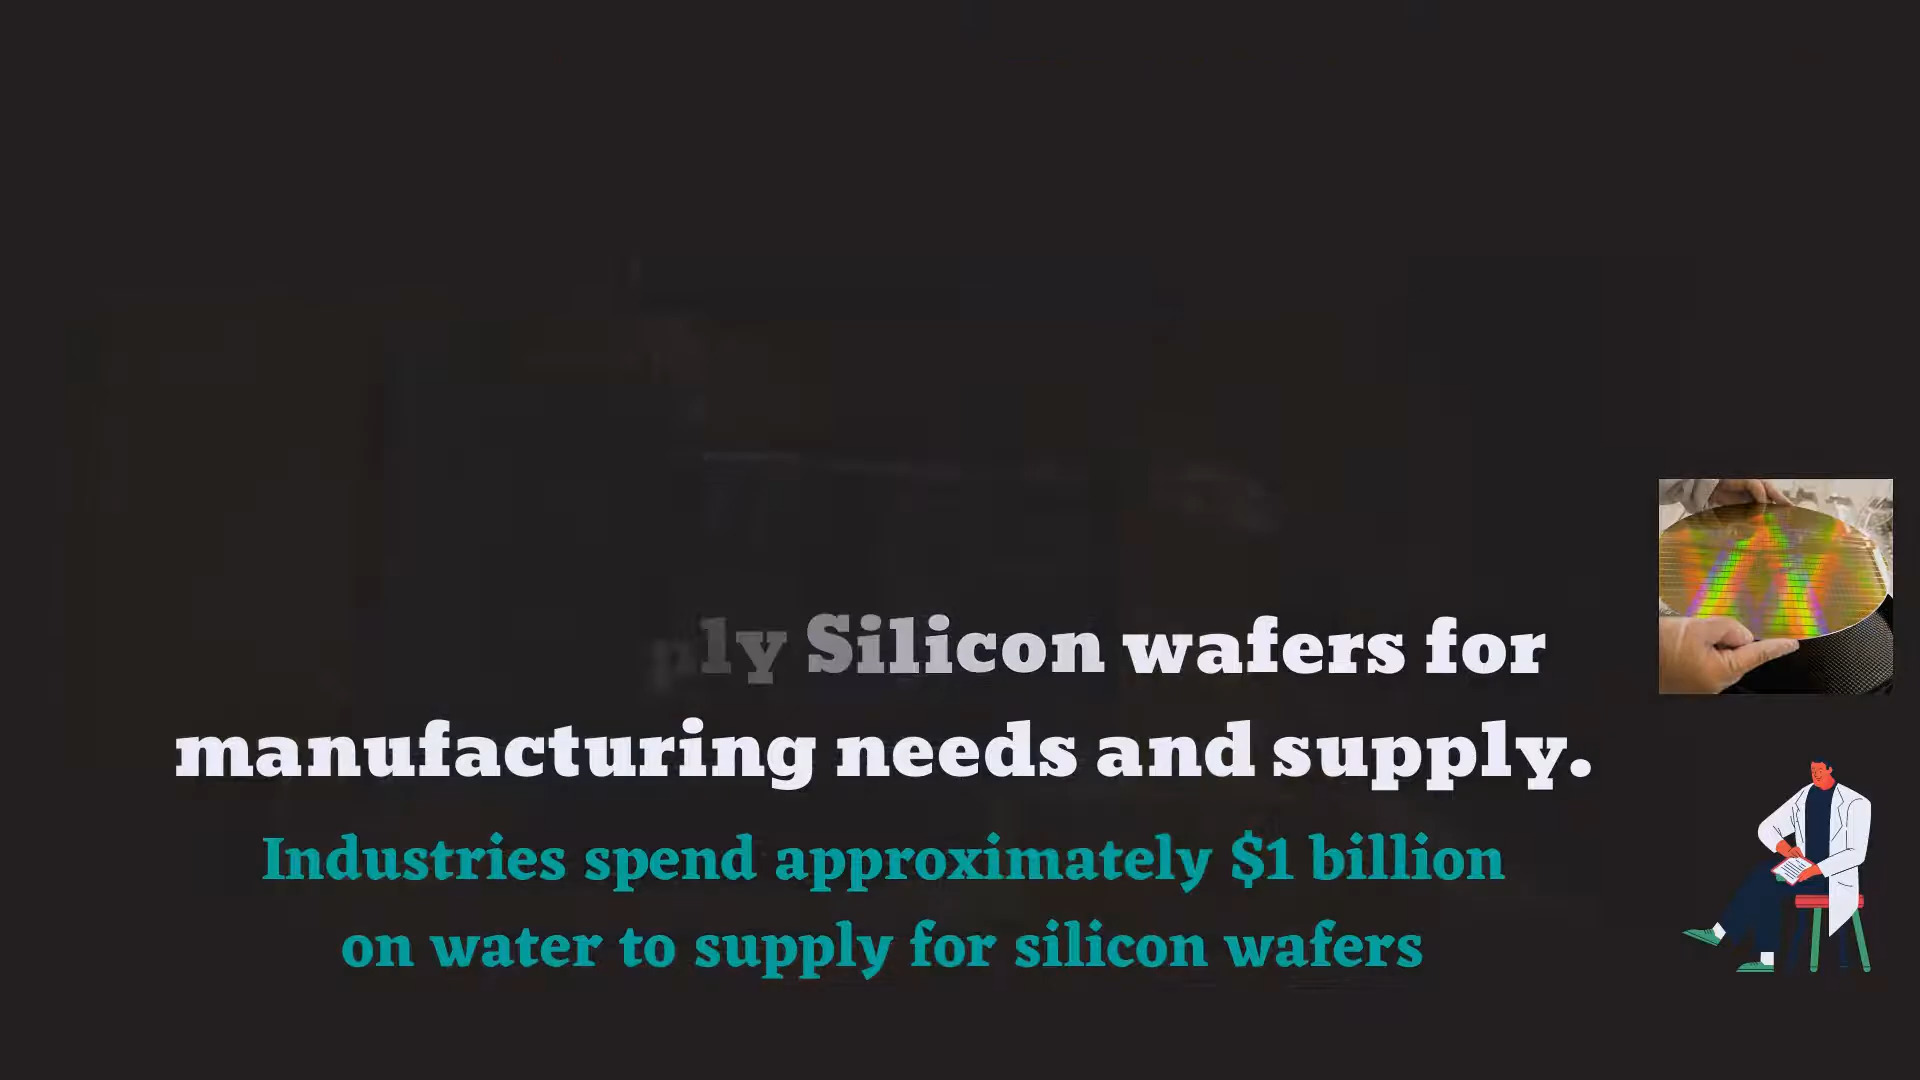 Silicon wafers for
manufacturing needs and supply.
Industries spend approximately $1 billion
on water to supply for silicon wafers